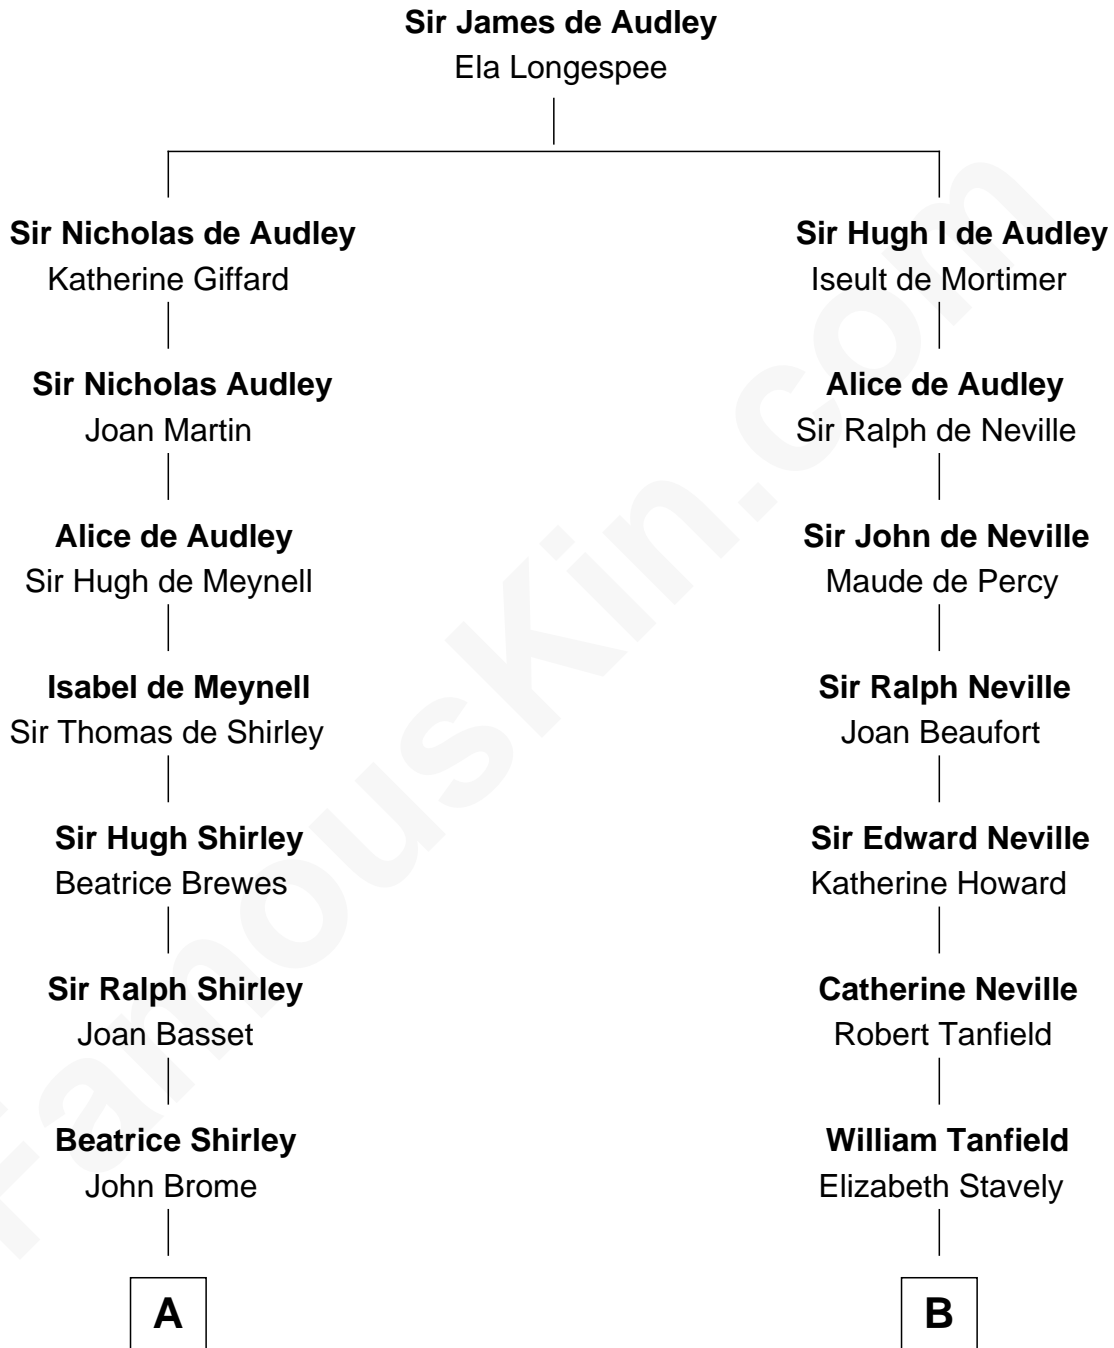 Sir James de Audley
Ela Longespee
Sir Nicholas de Audley
Katherine Giffard
Sir Nicholas Audley
Joan Martin
Alice de Audley
Sir Hugh de Meynell
Isabel de Meynell
Sir Thomas de Shirley
Sir Hugh Shirley
Beatrice Brewes
Sir Ralph Shirley
Joan Basset
Beatrice Shirley
John Brome
A
Sir Hugh I de Audley
Iseult de Mortimer
Alice de Audley
Sir Ralph de Neville
Sir John de Neville
Maude de Percy
Sir Ralph Neville
Joan Beaufort
Sir Edward Neville
Katherine Howard
Catherine Neville
Robert Tanfield
William Tanfield
Elizabeth Stavely
B
FamousKin.com